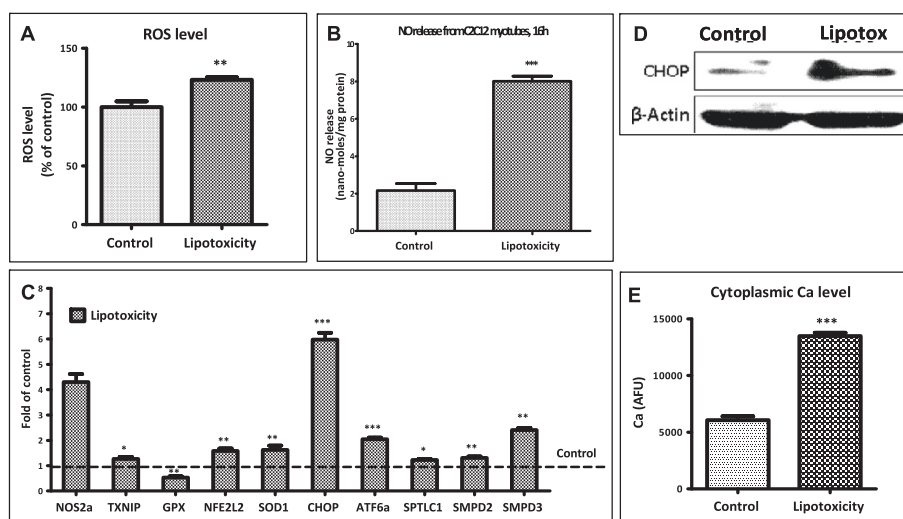 A
ROS level
ROS level
(% of control)
150
100
50
0
**
Control
Lipotoxicity
B
NO release from C2C12 myotubes, 16h
NO release
(nano-moles/mg protein)
10
8
6
4
2
0
***
Control
Lipotoxicity
D
Control
Lipotox
CHOP
β-Actin
C
Lipotoxicity
Fold of control
8
7
6
5
4
3
2
1
0
*
**
**
**
***
***
*
**
**
Control
NOS2a
TXNIP
GPX
NFE2L2
SOD1
CHOP
ATF6a
SPTLC1
SMPD2
SMPD3
E
Cytoplasmic Ca level
Ca (AFU)
15000
10000
5000
0
***
Control
Lipotoxicity